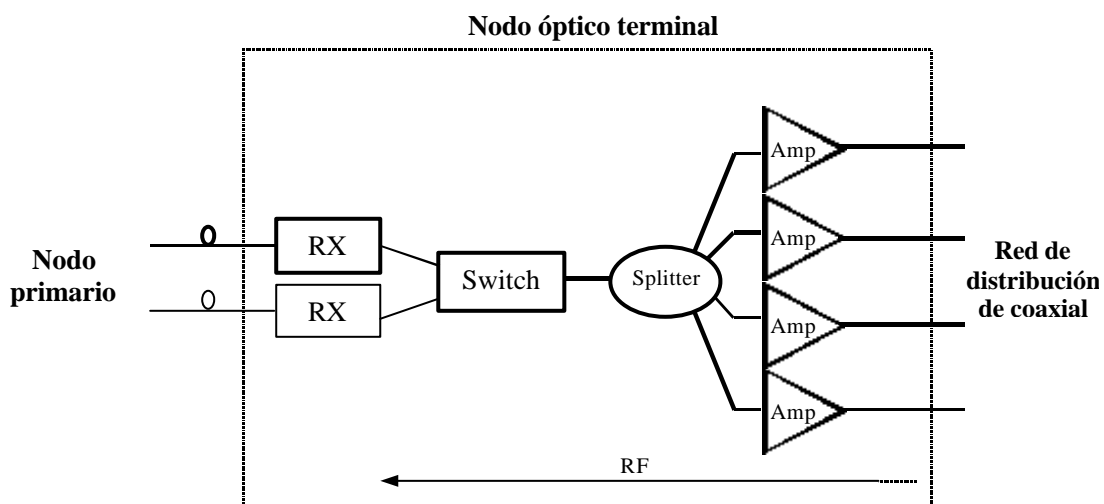 Nodo óptico terminal
Amp
Amp
RX
Nodo
primario
Switch
Splitter
Red de
distribución
de coaxial
RX
Amp
Amp
RF